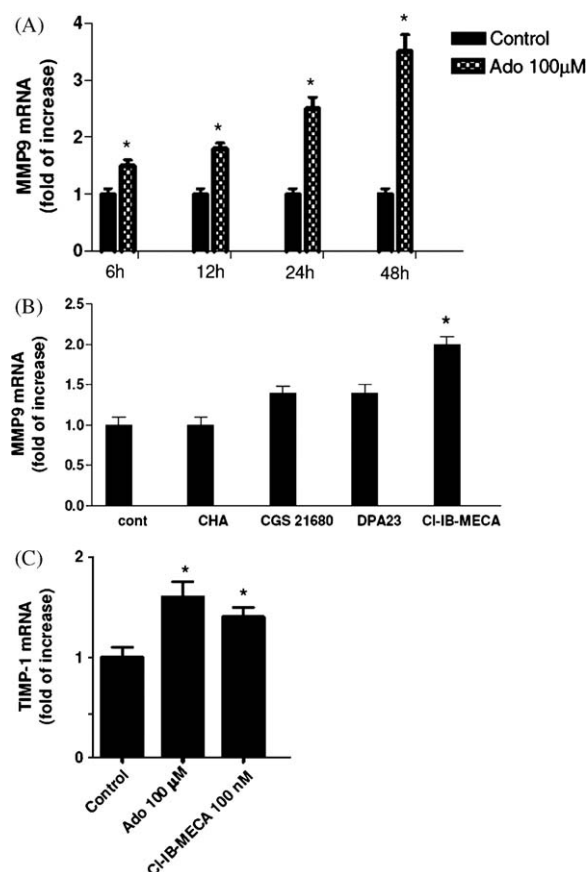 (A)
MMP9 mRNA
(fold of increase)
4
3
2
1
0
*
*
*
*
Control
Ado 100µM
6h
12h
24h
48h
(B)
MMP9 mRNA
(fold of increase)
2.5
2.0
1.5
1.0
0.5
0.0
*
cont
CHA
CGS 21680
DPA23
Cl-IB-MECA
(C)
TIMP-1 mRNA
(fold of increase)
2
1
0
*
*
Control
Ado 100 µM
Cl-IB-MECA 100 nM